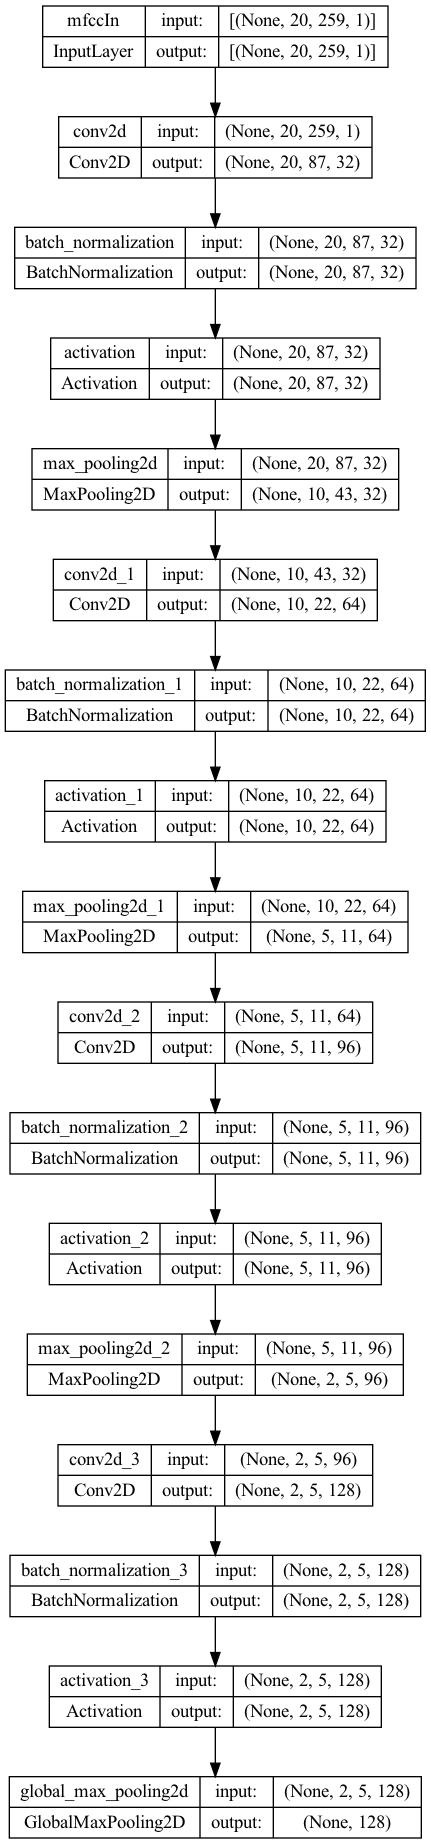 mfccIn input: [(None, 20, 259, 1)]
InputLayer output: [(None, 20, 259, 1)]
conv2d input: (None, 20, 259, 1)
Conv2D output: (None, 20, 87, 32)
batch_normalization input: (None, 20, 87, 32)
BatchNormalization output: (None, 20, 87, 32)
activation input: (None, 20, 87, 32)
Activation output: (None, 20, 87, 32)
max_pooling2d input: (None, 20, 87, 32)
MaxPooling2D output: (None, 10, 43, 32)
conv2d_1 input: (None, 10, 43, 32)
Conv2D output: (None, 10, 22, 64)
batch_normalization_1 input: (None, 10, 22, 64)
BatchNormalization output: (None, 10, 22, 64)
activation_1 input: (None, 10, 22, 64)
Activation output: (None, 10, 22, 64)
max_pooling2d_1 input: (None, 10, 22, 64)
MaxPooling2D output: (None, 5, 11, 64)
conv2d_2 input: (None, 5, 11, 64)
Conv2D output: (None, 5, 11, 96)
batch_normalization_2 input: (None, 5, 11, 96)
BatchNormalization output: (None, 5, 11, 96)
activation_2 input: (None, 5, 11, 96)
Activation output: (None, 5, 11, 96)
max_pooling2d_2 input: (None, 5, 11, 96)
MaxPooling2D output: (None, 2, 5, 96)
conv2d_3 input: (None, 2, 5, 96)
Conv2D output: (None, 2, 5, 128)
batch_normalization_3 input: (None, 2, 5, 128)
BatchNormalization output: (None, 2, 5, 128)
activation_3 input: (None, 2, 5, 128)
Activation output: (None, 2, 5, 128)
global_max_pooling2d input: (None, 2, 5, 128)
GlobalMaxPooling2D output: (None, 128)